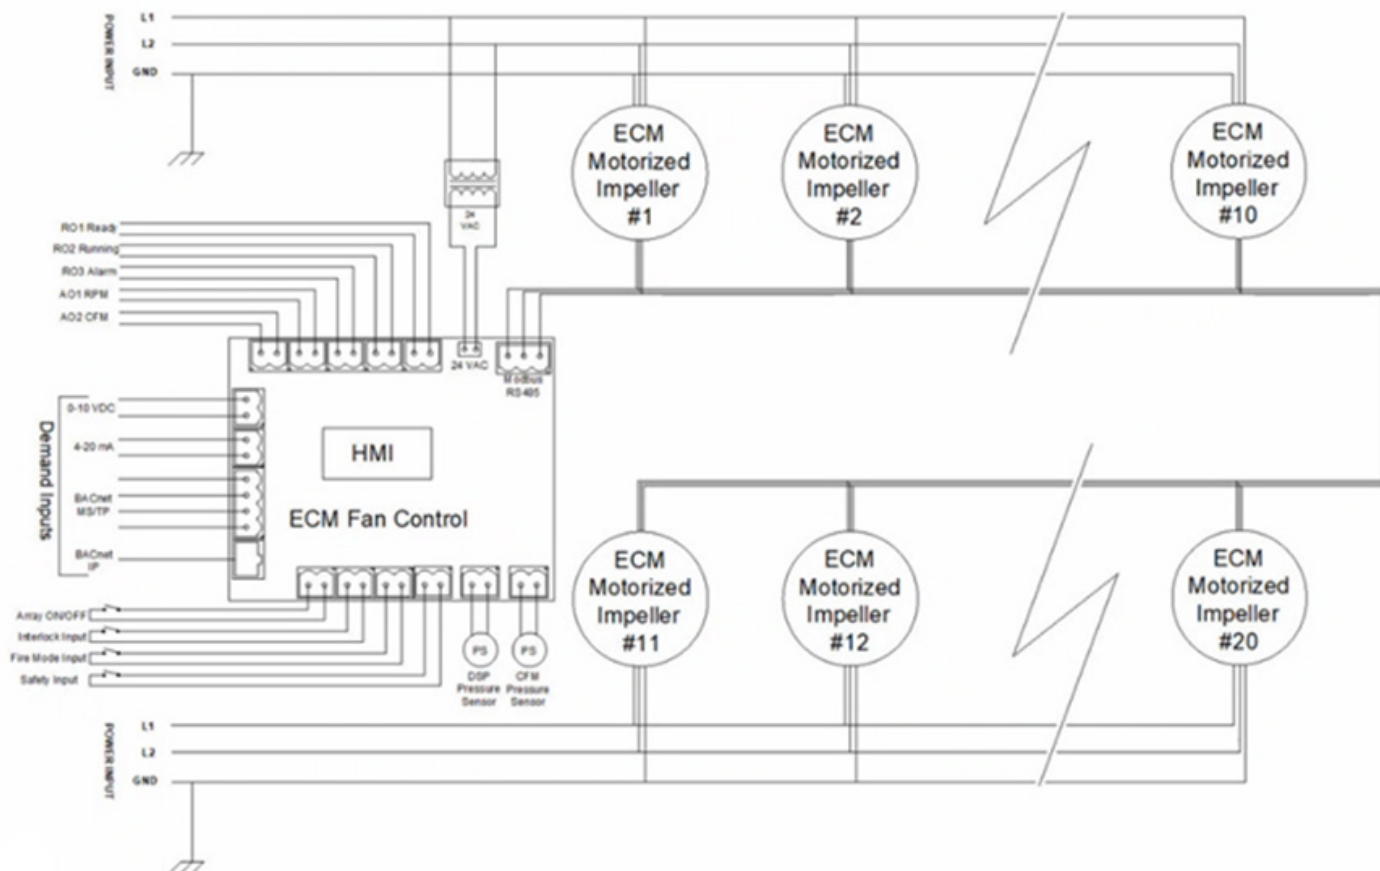 POWER INPUT
L1
L2
GND
ECM
Motorized
Impeller
#1
ECM
Motorized
Impeller
#2
ECM
Motorized
Impeller
#10
24
VAC
RO1 Ready
RO2 Running
RO3 Alarm
AO1 RPM
AO2 CFM
24 VAC
Modbus
RS485
Demand Inputs
0-10 VDC
4-20 mA
BACnet
MS/TP
BACnet
IP
HMI
ECM Fan Control
Array ON/OFF
Interlock Input
Fire Mode Input
Safety Input
PS
DSP
Pressure
Sensor
PS
CFM
Pressure
Sensor
ECM
Motorized
Impeller
#11
ECM
Motorized
Impeller
#12
ECM
Motorized
Impeller
#20
POWER INPUT
L1
L2
GND